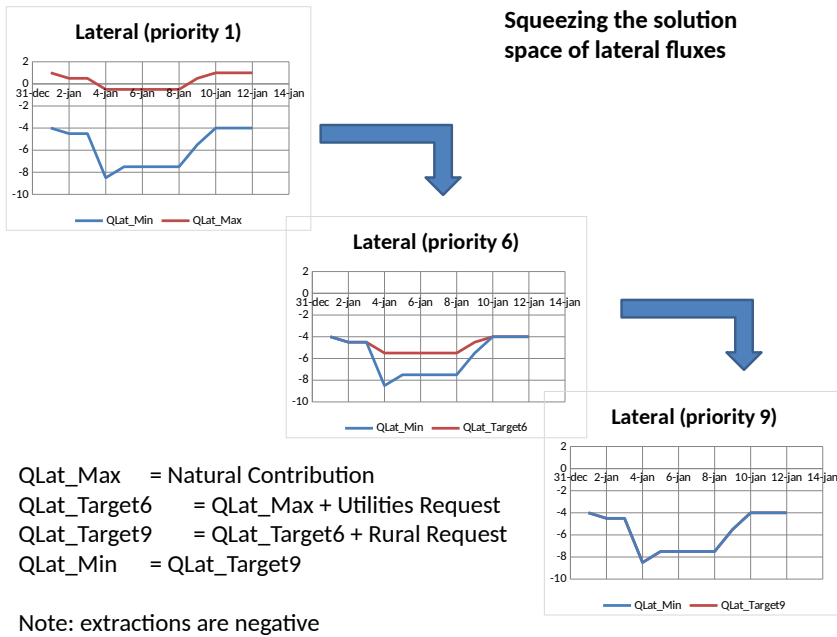 Squeezing the solution
space of lateral fluxes
Lateral (priority 1)
2
0
31-dec 2-jan 4-jan 6-jan 8-jan 10-jan 12-jan 14-jan
-2
-4
-6
-8
-10
QLat_Min QLat_Max
Lateral (priority 6)
2
0
31-dec 2-jan 4-jan 6-jan 8-jan 10-jan 12-jan 14-jan
-2
-4
-6
-8
-10
QLat_Min QLat_Target6
Lateral (priority 9)
2
0
31-dec 2-jan 4-jan 6-jan 8-jan 10-jan 12-jan 14-jan
-2
-4
-6
-8
-10
QLat_Min QLat_Target9
QLat_Max = Natural Contribution
QLat_Target6 = QLat_Max + Utilities Request
QLat_Target9 = QLat_Target6 + Rural Request
QLat_Min = QLat_Target9
Note: extractions are negative